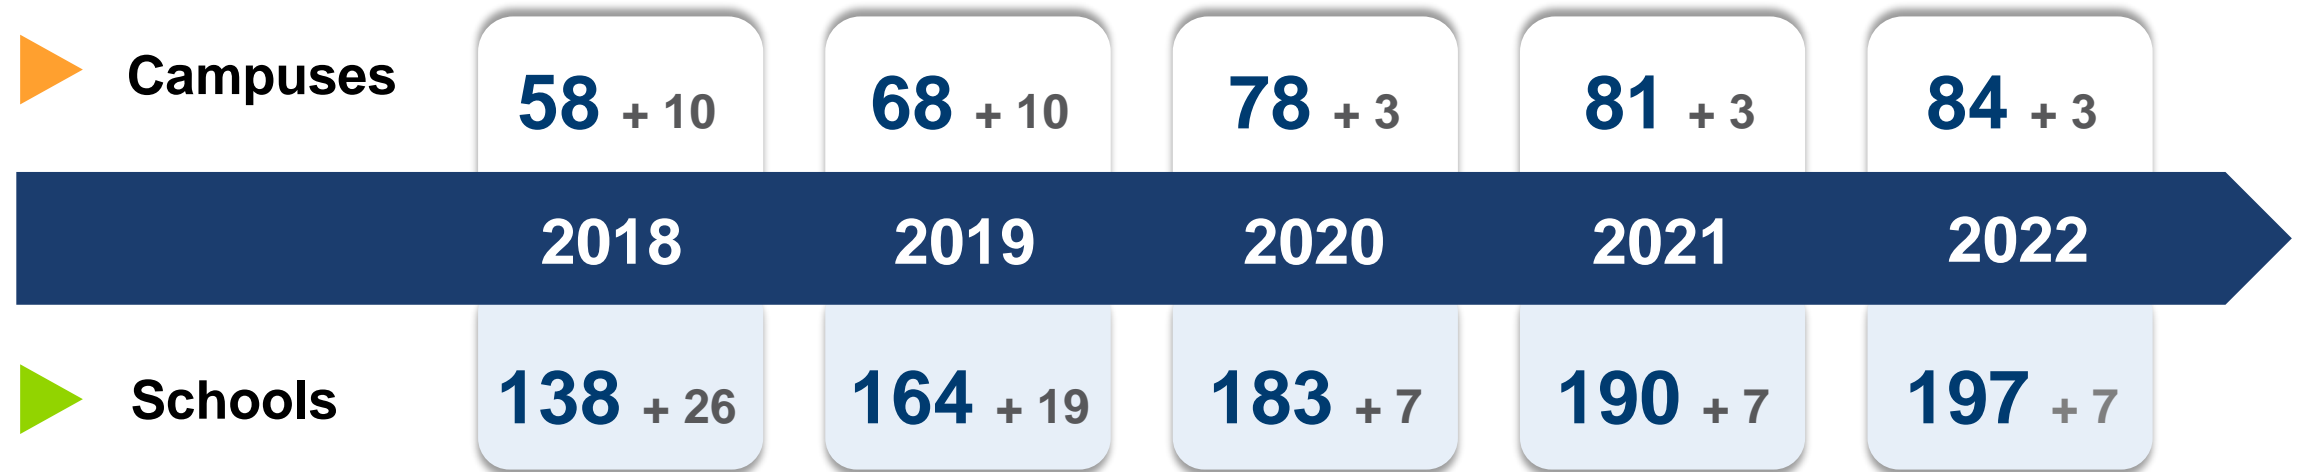 Campuses 58 + 10 68 + 10 78 + 3 81 + 3 84 + 3
2018 2019 2020 2021 2022
Schools 138 + 26 164 + 19 183 + 7 190 + 7 197 + 7